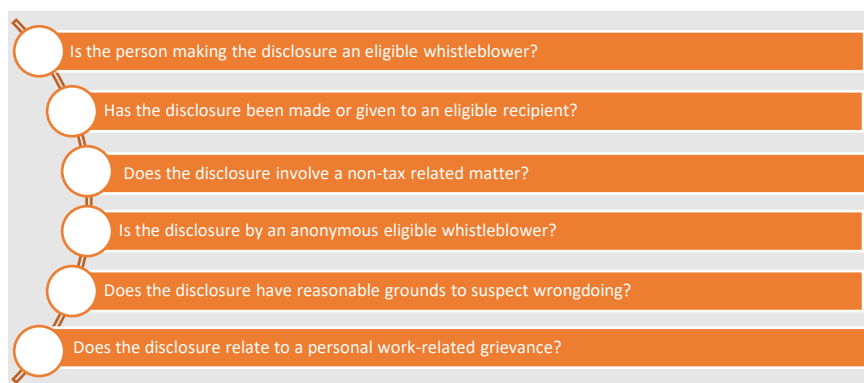 Is the person making the disclosure an eligible whistleblower?
Has the disclosure been made or given to an eligible recipient?
Does the disclosure involve a non-tax related matter?
Is the disclosure by an anonymous eligible whistleblower?
Does the disclosure have reasonable grounds to suspect wrongdoing?
Does the disclosure relate to a personal work-related grievance?